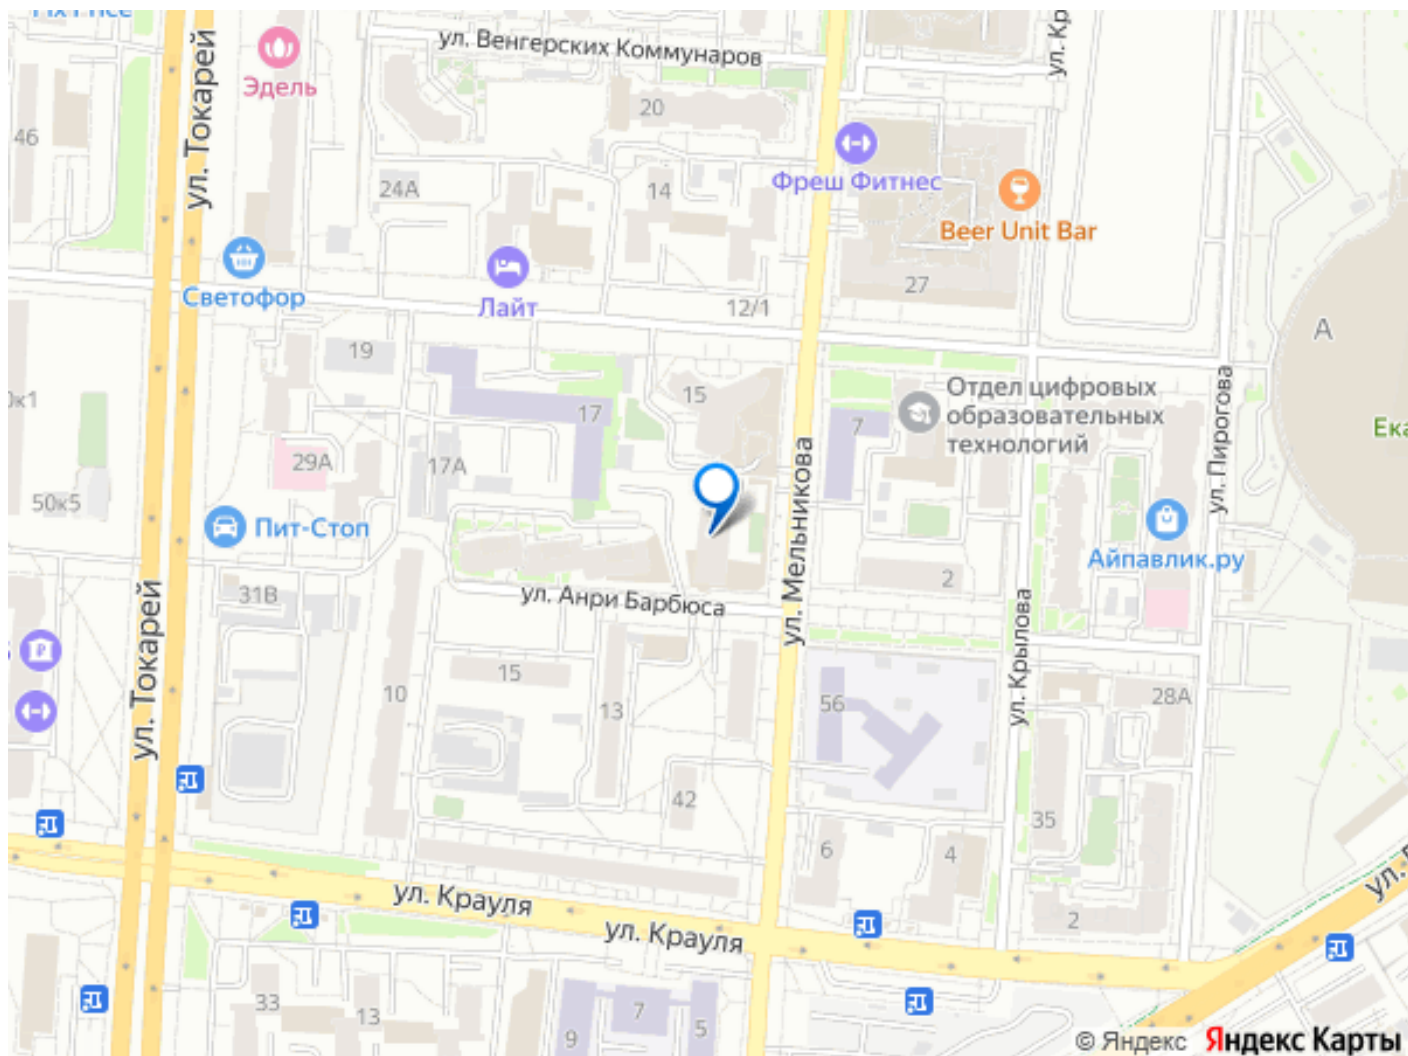 ул. Токарей
Эдель
ул. Венгерских Коммунаров
46
20
24А
14
Фреш Фитнес
Beer Unit Bar
27
Светофор
Лайт
12/1
А
19
15
17
7
Отдел цифровых
образовательных
технологий
Ека
29А
17А
50к5
Пит-Стоп
ул. Мельникова
ул. Пирогова
Айпавлик.ру
2
31В
ул. Анри Барбюса
ул. Токарей
ул. Крылова
15
10
13
56
28А
42
35
6
4
ул. Крауля
ул. Крауля
2
33
13
7
9
5
© Яндекс Яндекс Карты